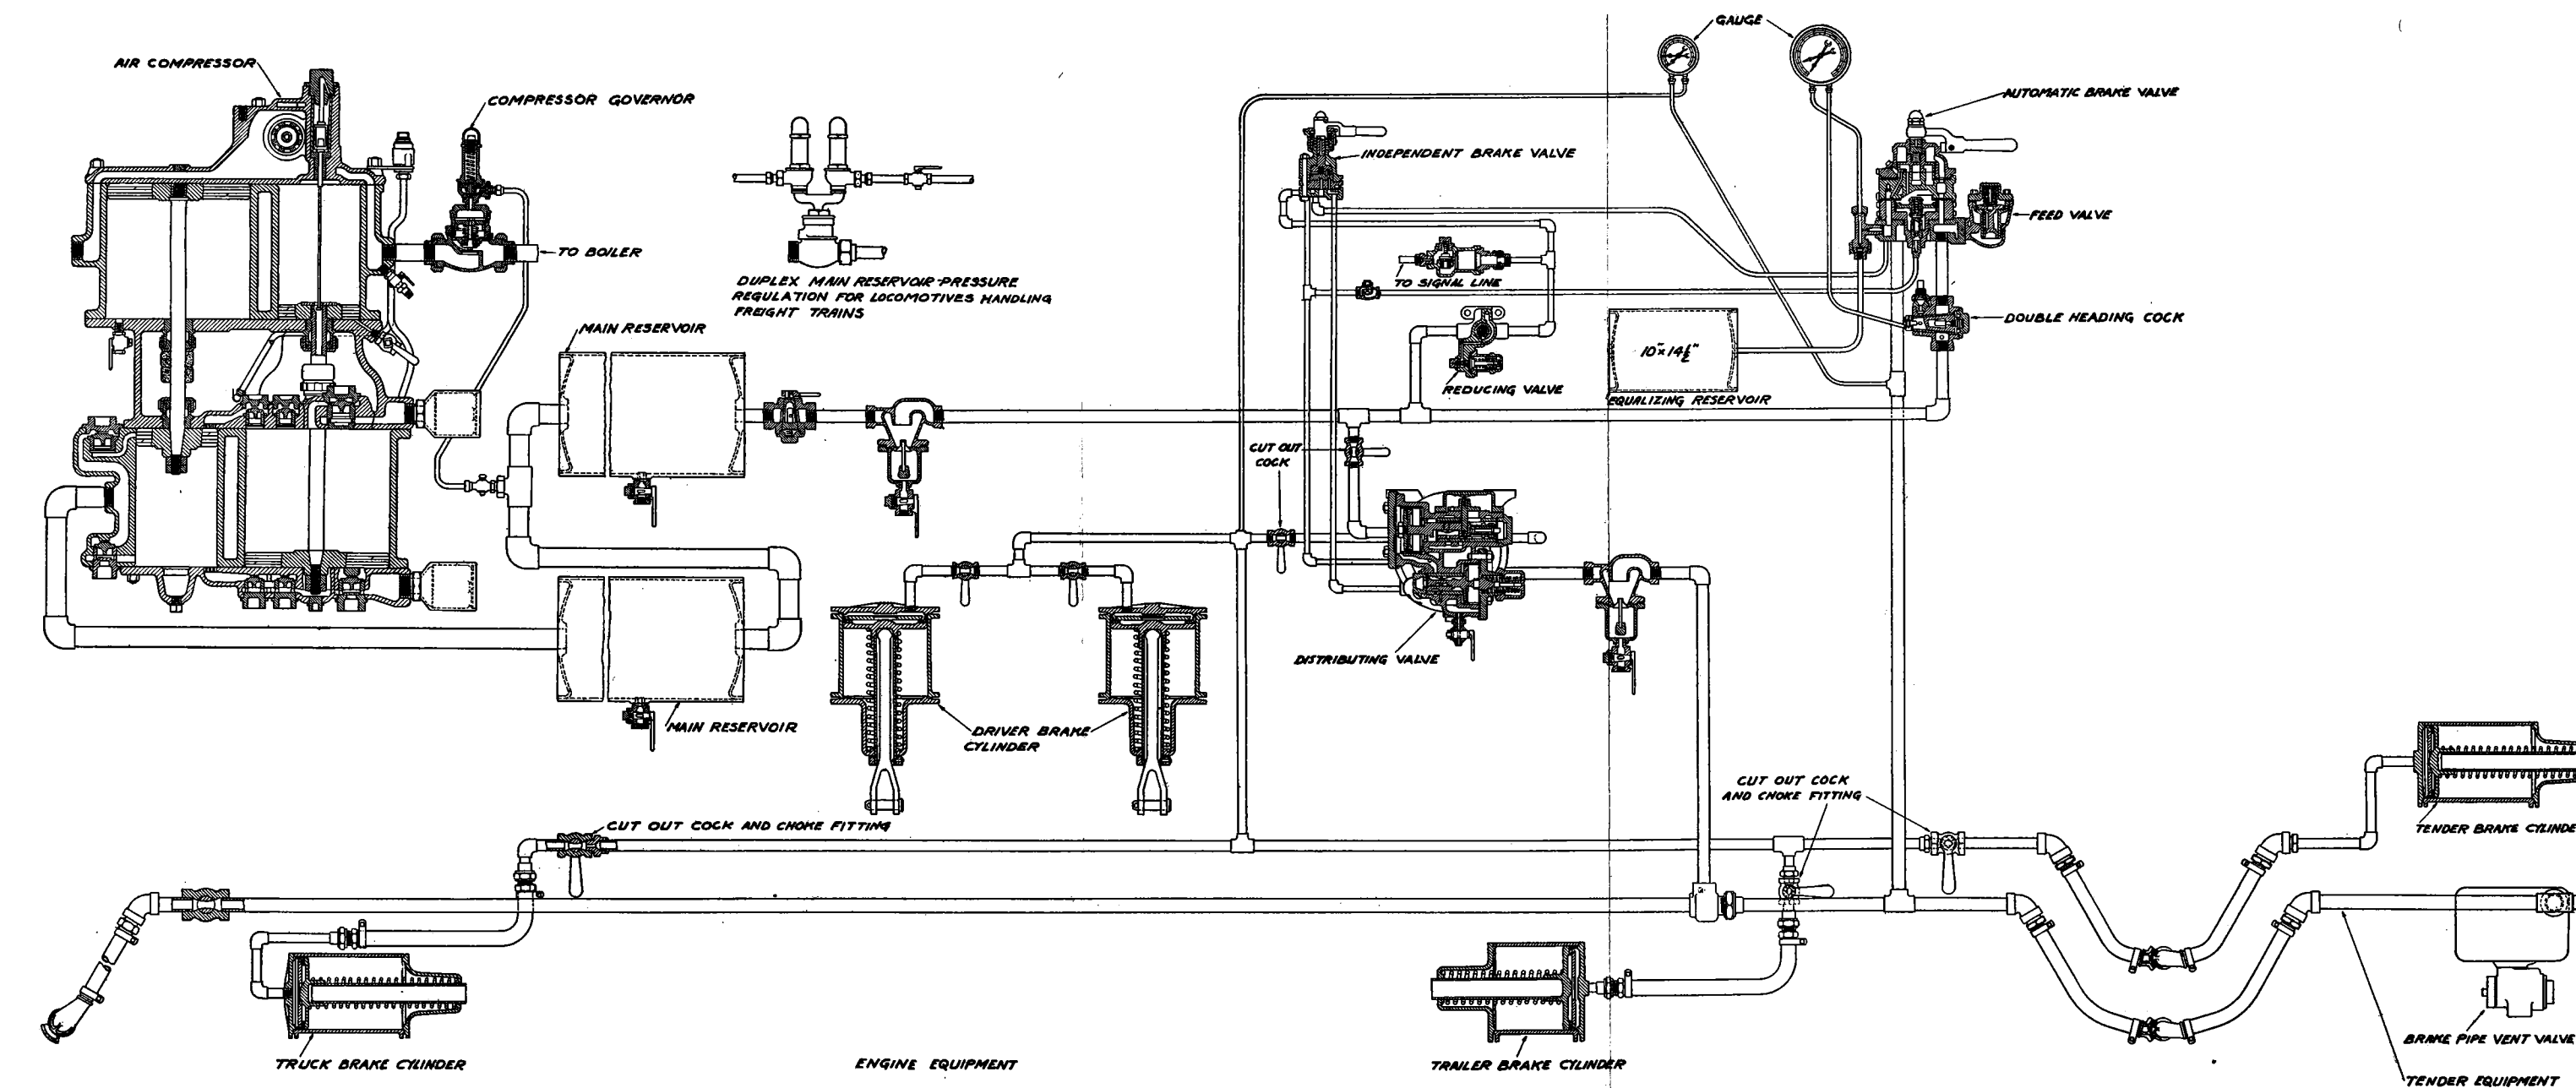 GAUGE
AIR COMPRESSOR
COMPRESSOR GOVERNOR
AUTOMATIC BRAKE VALVE
INDEPENDENT BRAKE VALVE
FEED VALVE
TO BOILER
DUPLEX MAIN RESERVOIR-PRESSURE
REGULATION FOR LOCOMOTIVES HANDLING
FREIGHT TRAINS
TO SIGNAL LINE
DOUBLE HEADING COCK
MAIN RESERVOIR
10"x14½"
REDUCING VALVE
EQUALIZING RESERVOIR
CUT OUT
COCK
DISTRIBUTING VALVE
MAIN RESERVOIR
DRIVER BRAKE
CYLINDER
CUT OUT COCK
AND CHOKE FITTING
CUT OUT COCK AND CHOKE FITTING
TENDER BRAKE CYLINDE
TRUCK BRAKE CYLINDER
ENGINE EQUIPMENT
TRAILER BRAKE CYLINDER
BRAKE PIPE VENT VALVE
TENDER EQUIPMENT